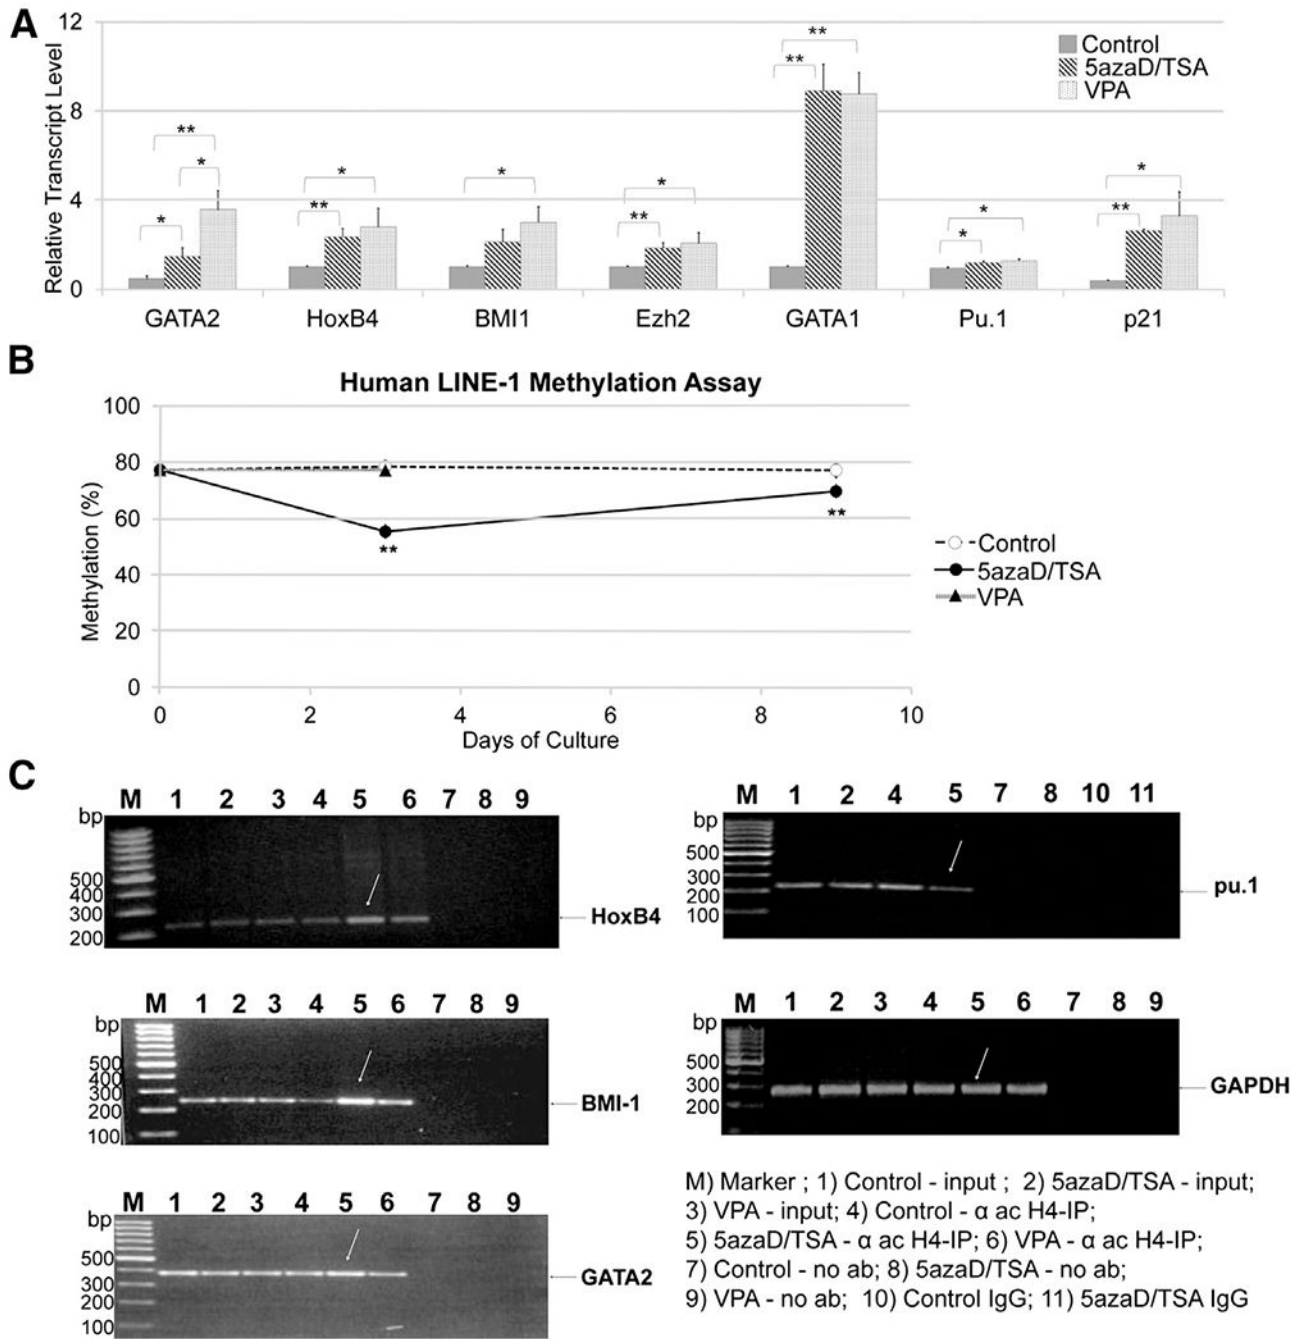 A
12
8
4
0
Relative Transcript Level
Control
5azaD/TSA
VPA
** * * * ** * * ** ** ** * * * **
GATA2 HoxB4 BMI1 Ezh2 GATA1 Pu.1 p21
B
Human LINE-1 Methylation Assay
100
80
60
40
20
0
Methylation (%)
** **
0 2 4 6 8 10
Days of Culture
Control
5azaD/TSA
VPA
C
M 1 2 3 4 5 6 7 8 9
bp
500
400
300
200
HoxB4
M 1 2 4 5 7 8 10 11
bp
500
300
200
100
pu.1
M 1 2 3 4 5 6 7 8 9
bp
500
400
300
200
100
BMI-1
M 1 2 3 4 5 6 7 8 9
bp
500
300
200
GAPDH
M 1 2 3 4 5 6 7 8 9
bp
500
300
200
100
GATA2
M) Marker ; 1) Control - input ; 2) 5azaD/TSA - input;
3) VPA - input; 4) Control - α ac H4-IP;
5) 5azaD/TSA - α ac H4-IP; 6) VPA - α ac H4-IP;
7) Control - no ab; 8) 5azaD/TSA - no ab;
9) VPA - no ab; 10) Control IgG; 11) 5azaD/TSA IgG